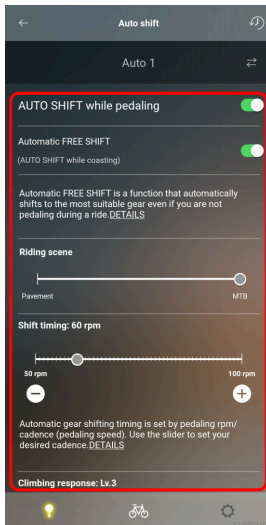 Auto shift
Auto 1
AUTO SHIFT while pedaling
Automatic FREE SHIFT
(AUTO SHIFT while coasting)
Automatic FREE SHIFT is a function that automatically
shifts to the most suitable gear even if you are not
pedaling during a ride.DETAILS
Riding scene
Pavement MTB
Shift timing: 60 rpm
50 rpm 100 rpm
Automatic gear shifting timing is set by pedaling rpm/
cadence (pedaling speed). Use the slider to set your
desired cadence.DETAILS
Climbing response: Lv.3